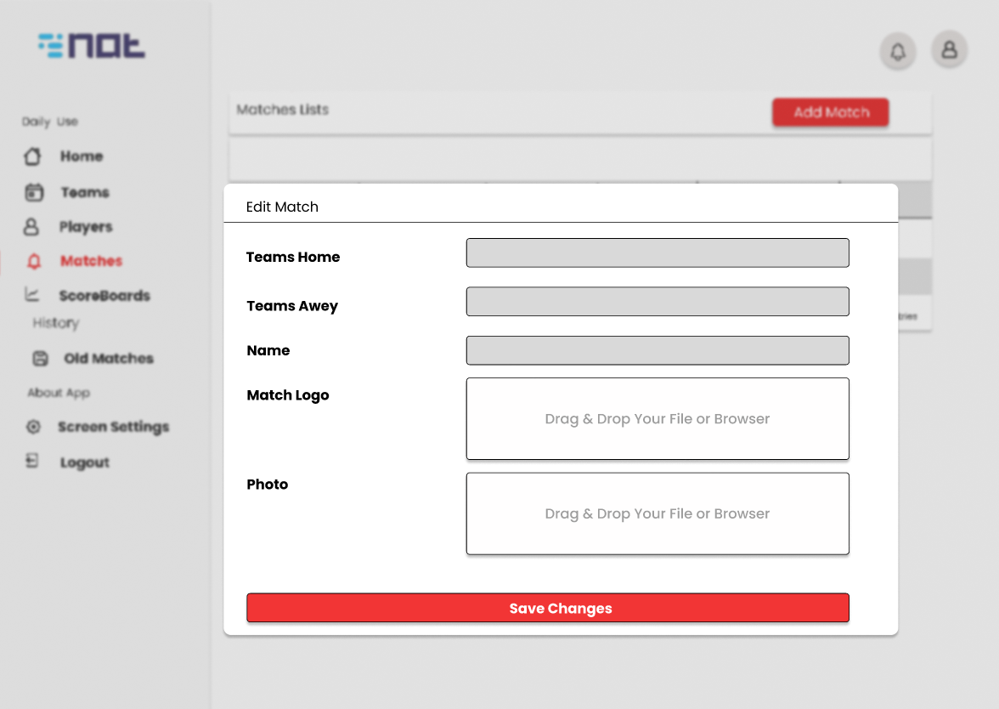 not
Daily Use
Home
Teams
Players
Matches
ScoreBoards
History
Old Matches
About App
Screen Settings
Logout
Matches Lists
Add Match
Edit Match
Teams Home
Teams Awey
Name
Match Logo
Drag & Drop Your File or Browser
Photo
Drag & Drop Your File or Browser
Save Changes